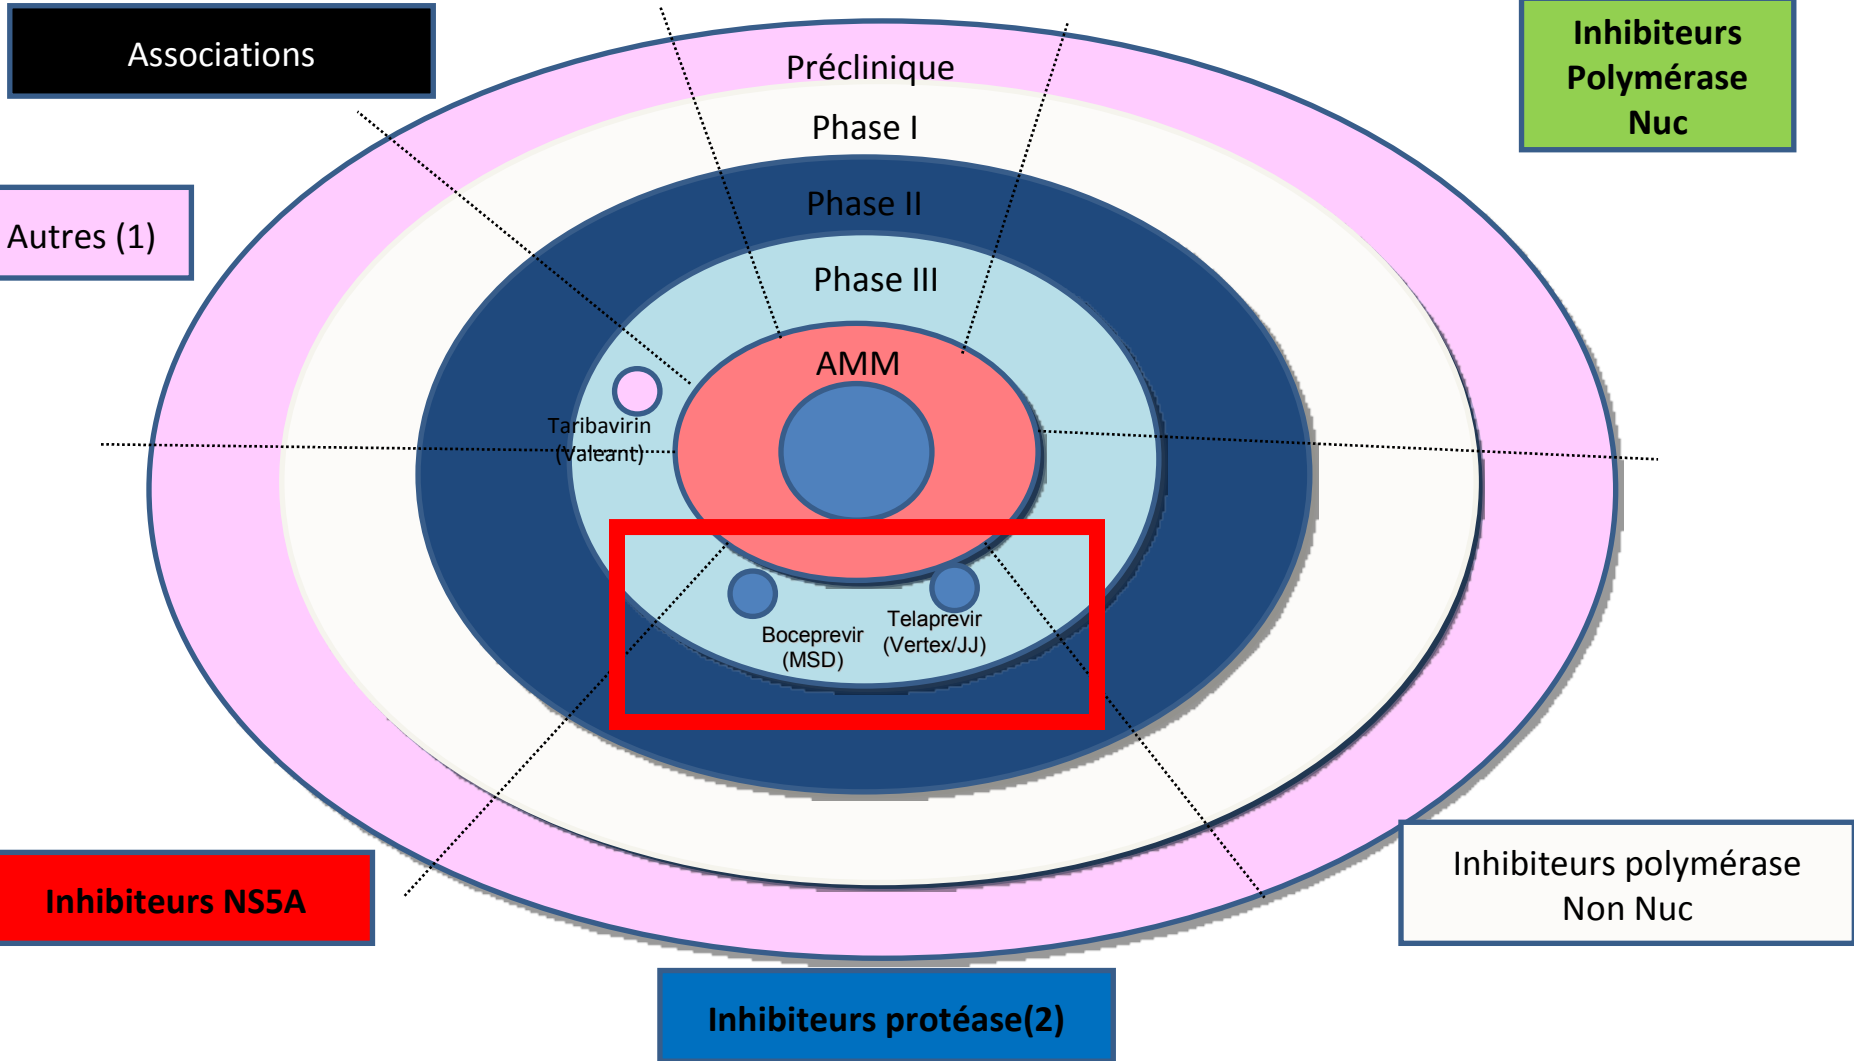 Associations
Inhibiteurs
Polymérase
Nuc
Préclinique
Phase I
Phase II
Autres (1)
Phase III
AMM
Taribavirin
(Valeant)
Boceprevir
(MSD)
Telaprevir
(Vertex/JJ)
Inhibiteurs NS5A
Inhibiteurs polymérase
Non Nuc
Inhibiteurs protéase(2)